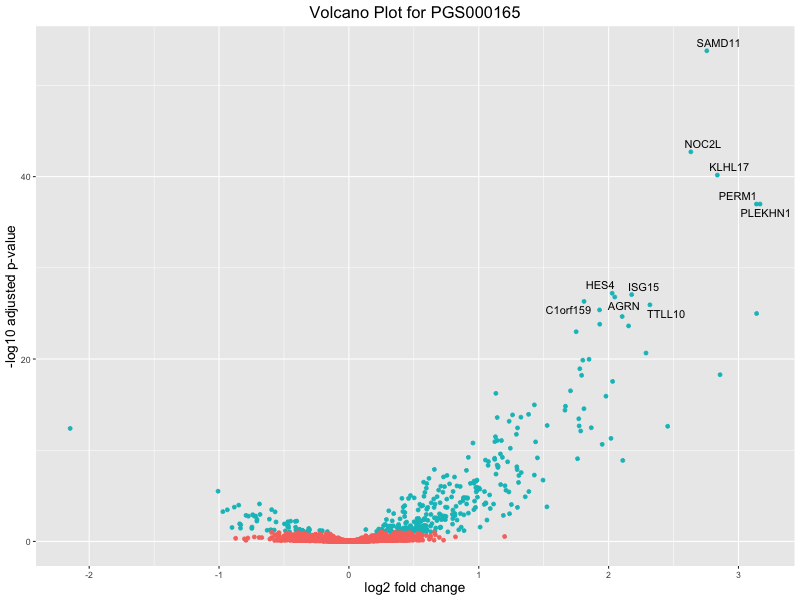 Volcano Plot for PGS000165
SAMD11
NOC2L
KLHL17
PERM1
PLEKHN1
HES4
ISG15
C1orf159
AGRN
TTLL10
-log10 adjusted p-value
40
20
0
-2
-1
0
1
2
3
log2 fold change